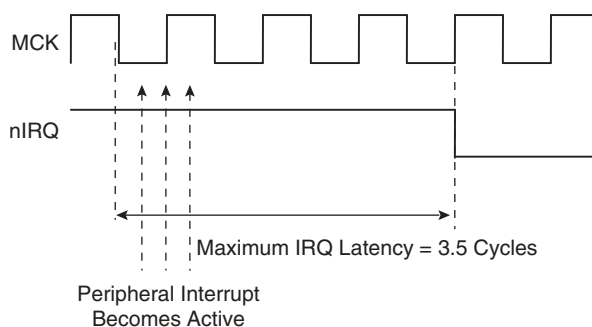 MCK
nIRQ
Maximum IRQ Latency = 3.5 Cycles
Peripheral Interrupt
Becomes Active